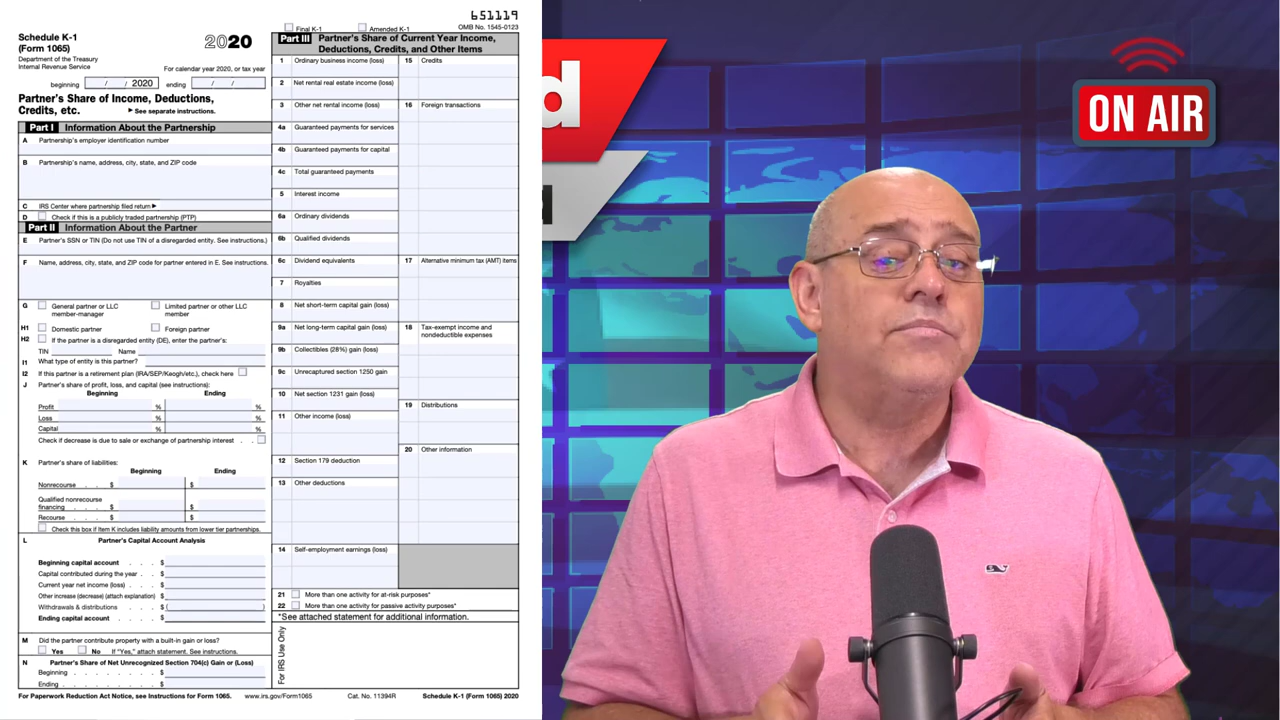 651119
Final K-1 Amended K-1 OMB No. 1545-0123
Schedule K-1
(Form 1065)
Department of the Treasury
Internal Revenue Service
2020
For calendar year 2020, or tax year
beginning / / 2020 ending / /
Partner's Share of Income, Deductions,
Credits, etc. ► See separate instructions.
Part I Information About the Partnership
A Partnership's employer identification number
B Partnership's name, address, city, state, and ZIP code
C IRS Center where partnership filed return ►
D Check if this is a publicly traded partnership (PTP)
Part II Information About the Partner
E Partner's SSN or TIN (Do not use TIN of a disregarded entity. See instructions.)
F Name, address, city, state, and ZIP code for partner entered in E. See instructions.
G General partner or LLC member-manager Limited partner or other LLC member
H1 Domestic partner Foreign partner
H2 If the partner is a disregarded entity (DE), enter the partner's:
TIN Name
I1 What type of entity is this partner?
I2 If this partner is a retirement plan (IRA/SEP/Keogh/etc.), check here
J Partner's share of profit, loss, and capital (see instructions):
Beginning Ending
Profit % %
Loss % %
Capital % %
Check if decrease is due to sale or exchange of partnership interest . .
K Partner's share of liabilities:
Beginning Ending
Nonrecourse . . $ $
Qualified nonrecourse
financing . . . $ $
Recourse . . . $ $
Check this box if Item K includes liability amounts from lower tier partnerships.
L Partner's Capital Account Analysis
Beginning capital account . . . $
Capital contributed during the year . . $
Current year net income (loss) . . . $
Other increase (decrease) (attach explanation) $
Withdrawals & distributions . . . $ ( )
Ending capital account . . . . $
M Did the partner contribute property with a built-in gain or loss?
Yes No If "Yes," attach statement. See instructions.
N Partner's Share of Net Unrecognized Section 704(c) Gain or (Loss)
Beginning . . . . . . . . $
Ending . . . . . . . . . $
Part III Partner's Share of Current Year Income,
Deductions, Credits, and Other Items
1 Ordinary business income (loss)
2 Net rental real estate income (loss)
3 Other net rental income (loss)
4a Guaranteed payments for services
4b Guaranteed payments for capital
4c Total guaranteed payments
5 Interest income
6a Ordinary dividends
6b Qualified dividends
6c Dividend equivalents
7 Royalties
8 Net short-term capital gain (loss)
9a Net long-term capital gain (loss)
9b Collectibles (28%) gain (loss)
9c Unrecaptured section 1250 gain
10 Net section 1231 gain (loss)
11 Other income (loss)
12 Section 179 deduction
13 Other deductions
14 Self-employment earnings (loss)
15 Credits
16 Foreign transactions
17 Alternative minimum tax (AMT) items
18 Tax-exempt income and
nondeductible expenses
19 Distributions
20 Other information
21 More than one activity for at-risk purposes*
22 More than one activity for passive activity purposes*
*See attached statement for additional information.
For IRS Use Only
For Paperwork Reduction Act Notice, see Instructions for Form 1065. www.irs.gov/Form1065 Cat. No. 11394R Schedule K-1 (Form 1065) 2020
d
ON AIR